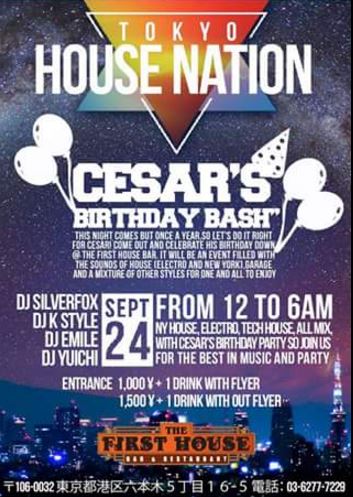 TOKYO
HOUSE NATION
CESAR'S
BIRTHDAY BASH"
THIS NIGHT COMES BUT ONCE A YEAR.SO LET'S DO IT RIGHT
FOR CESAR! COME OUT AND CELEBRATE HIS BIRTHDAY DOWN
@ THE FIRST HOUSE BAR. IT WILL BE AN EVENT FILLED WITH
THE SOUNDS OF HOUSE (ELECTRO AND NEW YORK), GARAGE
AND A MIXTURE OF OTHER STYLES FOR ONE AND ALL TO ENJOY
DJ SILVERFOX
DJ K STYLE
DJ EMILE
DJ YUICHI
SEPT
24
FROM 12 TO 6AM
NY HOUSE, ELECTRO, TECH HOUSE, ALL MIX,
WITH CESAR'S BIRTHDAY PARTY SO JOIN US
FOR THE BEST IN MUSIC AND PARTY
ENTRANCE 1,000 ¥ + 1 DRINK WITH FLYER
1,500 ¥ + 1 DRINK WITH OUT FLYER
THE
FIRST HOUSE
BAR & RESTAURANT
〒106-0032 東京都港区六本木５丁目１６-５ 電話: 03-6277-7229